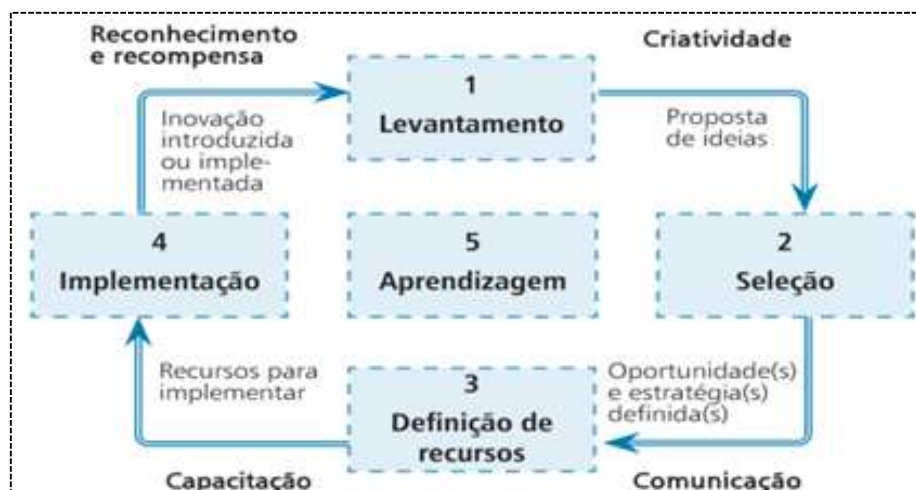 Reconhecimento
e recompensa
Criatividade
1
Levantamento
Inovação
introduzida
ou imple-
mentada
Proposta
de ideias
4
Implementação
5
Aprendizagem
2
Seleção
Recursos para
implementar
3
Definição de
recursos
Oportunidade(s)
e estratégia(s)
definida(s)
Capacitação
Comunicação